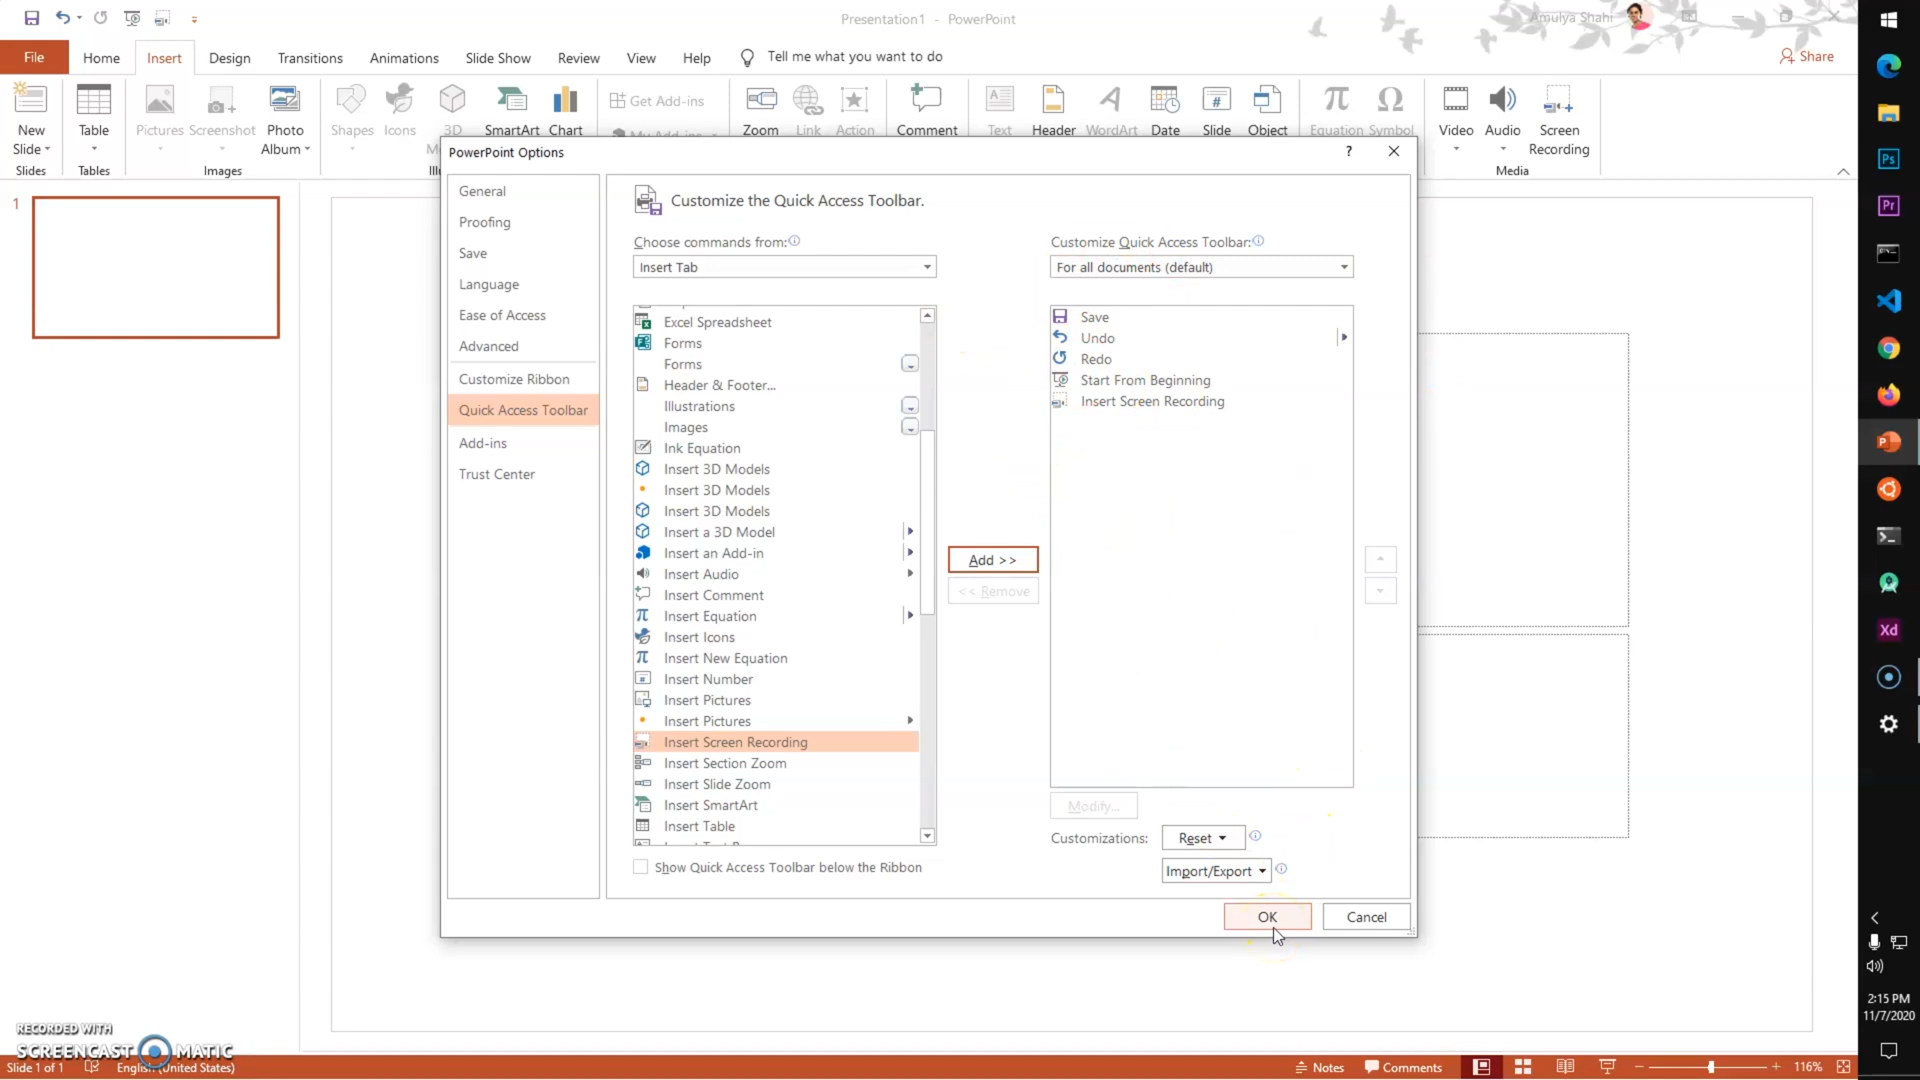 Presentation1 - PowerPoint
Amulya Shahi
File Home Insert Design Transitions Animations Slide Show Review View Help Tell me what you want to do
Share
New Slide
Table
Pictures
Screenshot
Photo Album
Shapes
Icons
3D
SmartArt
Chart
Get Add-ins
My Add-ins
Zoom
Link
Action
Comment
Text
Header
WordArt
Date
Slide
Object
Equation
Symbol
Video
Audio
Screen Recording
Slides
Tables
Images
Media
1
PowerPoint Options
?
General
Proofing
Save
Language
Ease of Access
Advanced
Customize Ribbon
Quick Access Toolbar
Add-ins
Trust Center
Customize the Quick Access Toolbar.
Choose commands from:
Insert Tab
Excel Spreadsheet
Forms
Forms
Header & Footer...
Illustrations
Images
Ink Equation
Insert 3D Models
Insert 3D Models
Insert 3D Models
Insert a 3D Model
Insert an Add-in
Insert Audio
Insert Comment
Insert Equation
Insert Icons
Insert New Equation
Insert Number
Insert Pictures
Insert Pictures
Insert Screen Recording
Insert Section Zoom
Insert Slide Zoom
Insert SmartArt
Insert Table
Show Quick Access Toolbar below the Ribbon
Add >>
<< Remove
Customize Quick Access Toolbar:
For all documents (default)
Save
Undo
Redo
Start From Beginning
Insert Screen Recording
Modify...
Customizations:
Reset
Import/Export
OK
Cancel
Ps
Pr
Xd
2:15 PM
11/7/2020
RECORDED WITH
SCREENCAST MATIC
Slide 1 of 1
English (United States)
Notes
Comments
116%